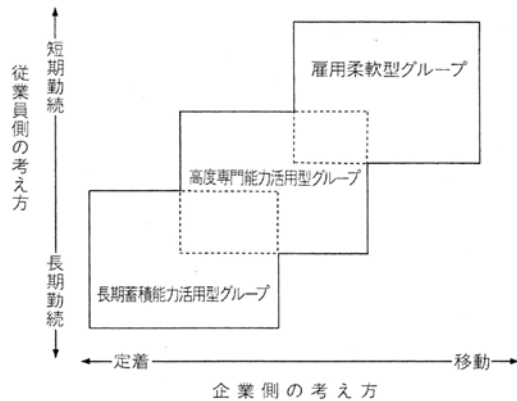 従業員側の考え方
短期勤続
長期勤続
雇用柔軟型グループ
高度専門能力活用型グループ
長期蓄積能力活用型グループ
定着
移動
企業側の考え方